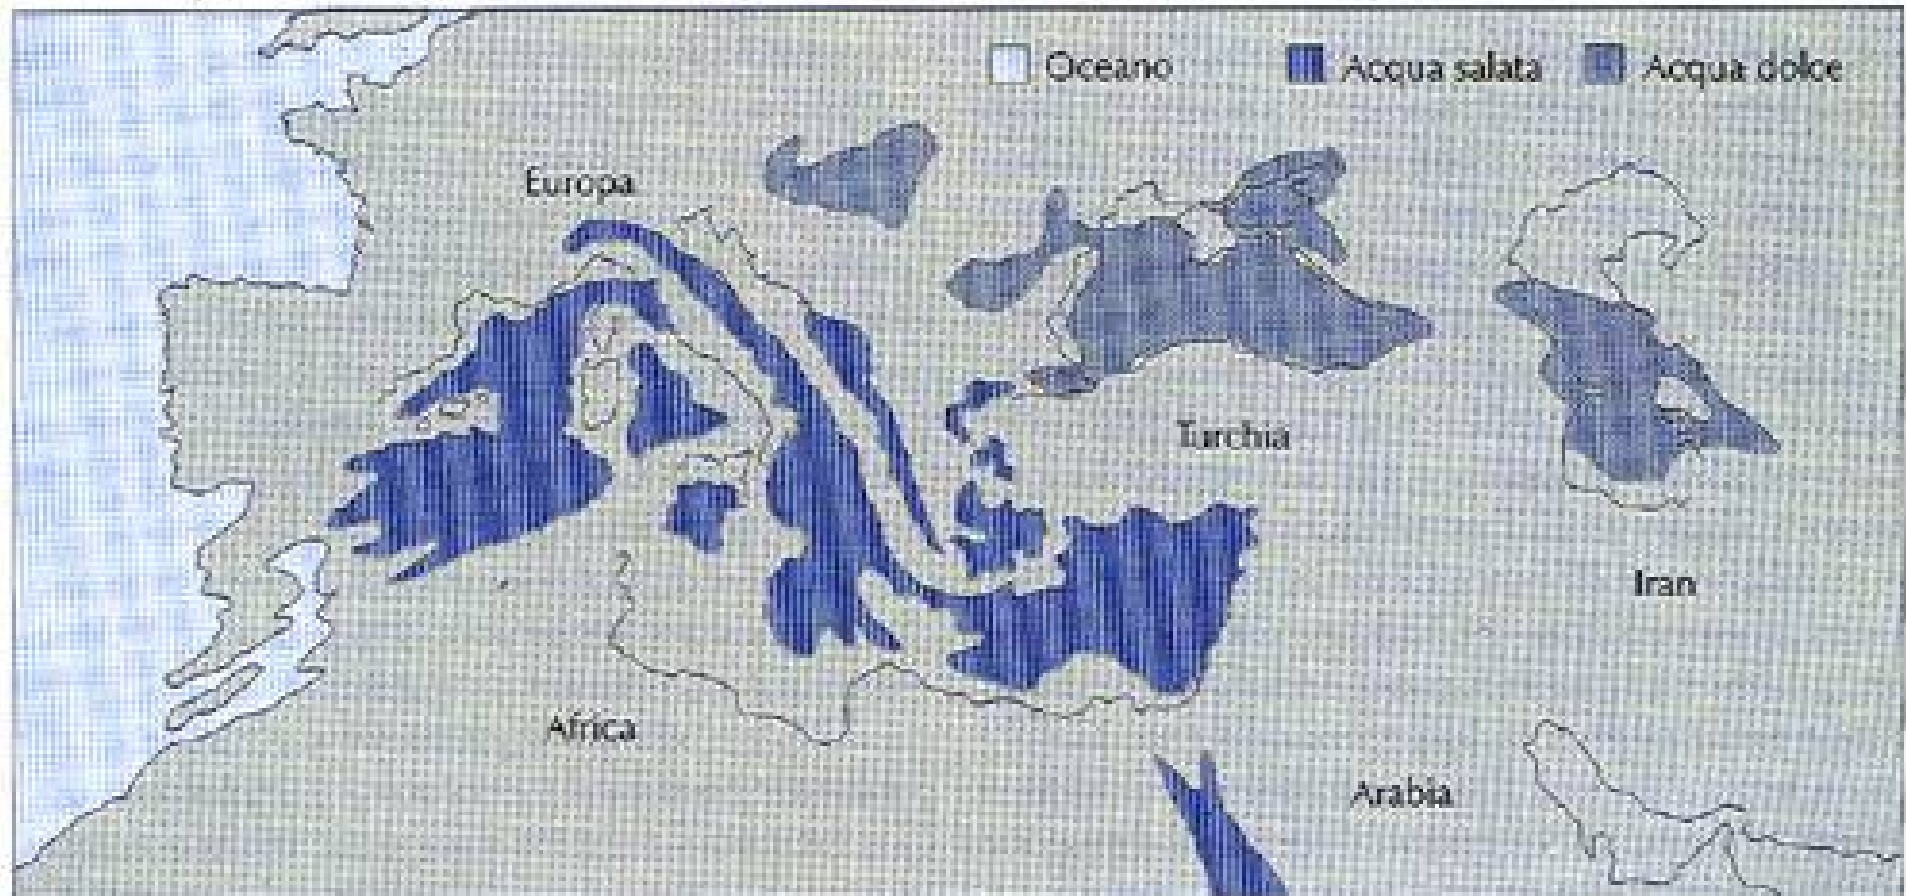 Oceano
Acqua salata
Acqua dolce
Europa
Turchia
Iran
?
Africa
Arabia